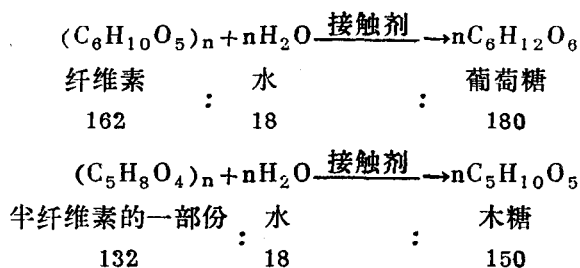 (C₆H₁₀O₅)n+nH₂O 接触剂→nC₆H₁₂O₆
纤维素 : 水 : 葡萄糖
162 18 180
(C₅H₈O₄)n+nH₂O 接触剂→nC₅H₁₀O₅
半纤维素的一部份 : 水 : 木糖
132 18 150